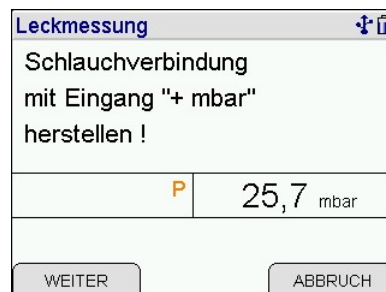 Leckmessung
Schlauchverbindung
mit Eingang "+ mbar"
herstellen !
P 25,7 mbar
WEITER ABBRUCH